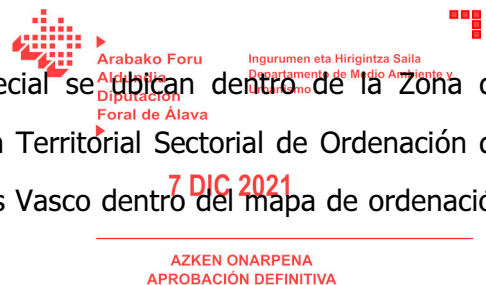 Arabako Foru
Aldundia
Diputación
Foral de Álava
Ingurumen eta Hirigintza Saila
Departamento de Medio Ambiente y
Urbanismo
ecial se ubican dentro de la Zona d
n Territorial Sectorial de Ordenación d
s Vasco dentro del mapa de ordenació
7 DIC 2021
AZKEN ONARPENA
APROBACIÓN DEFINITIVA